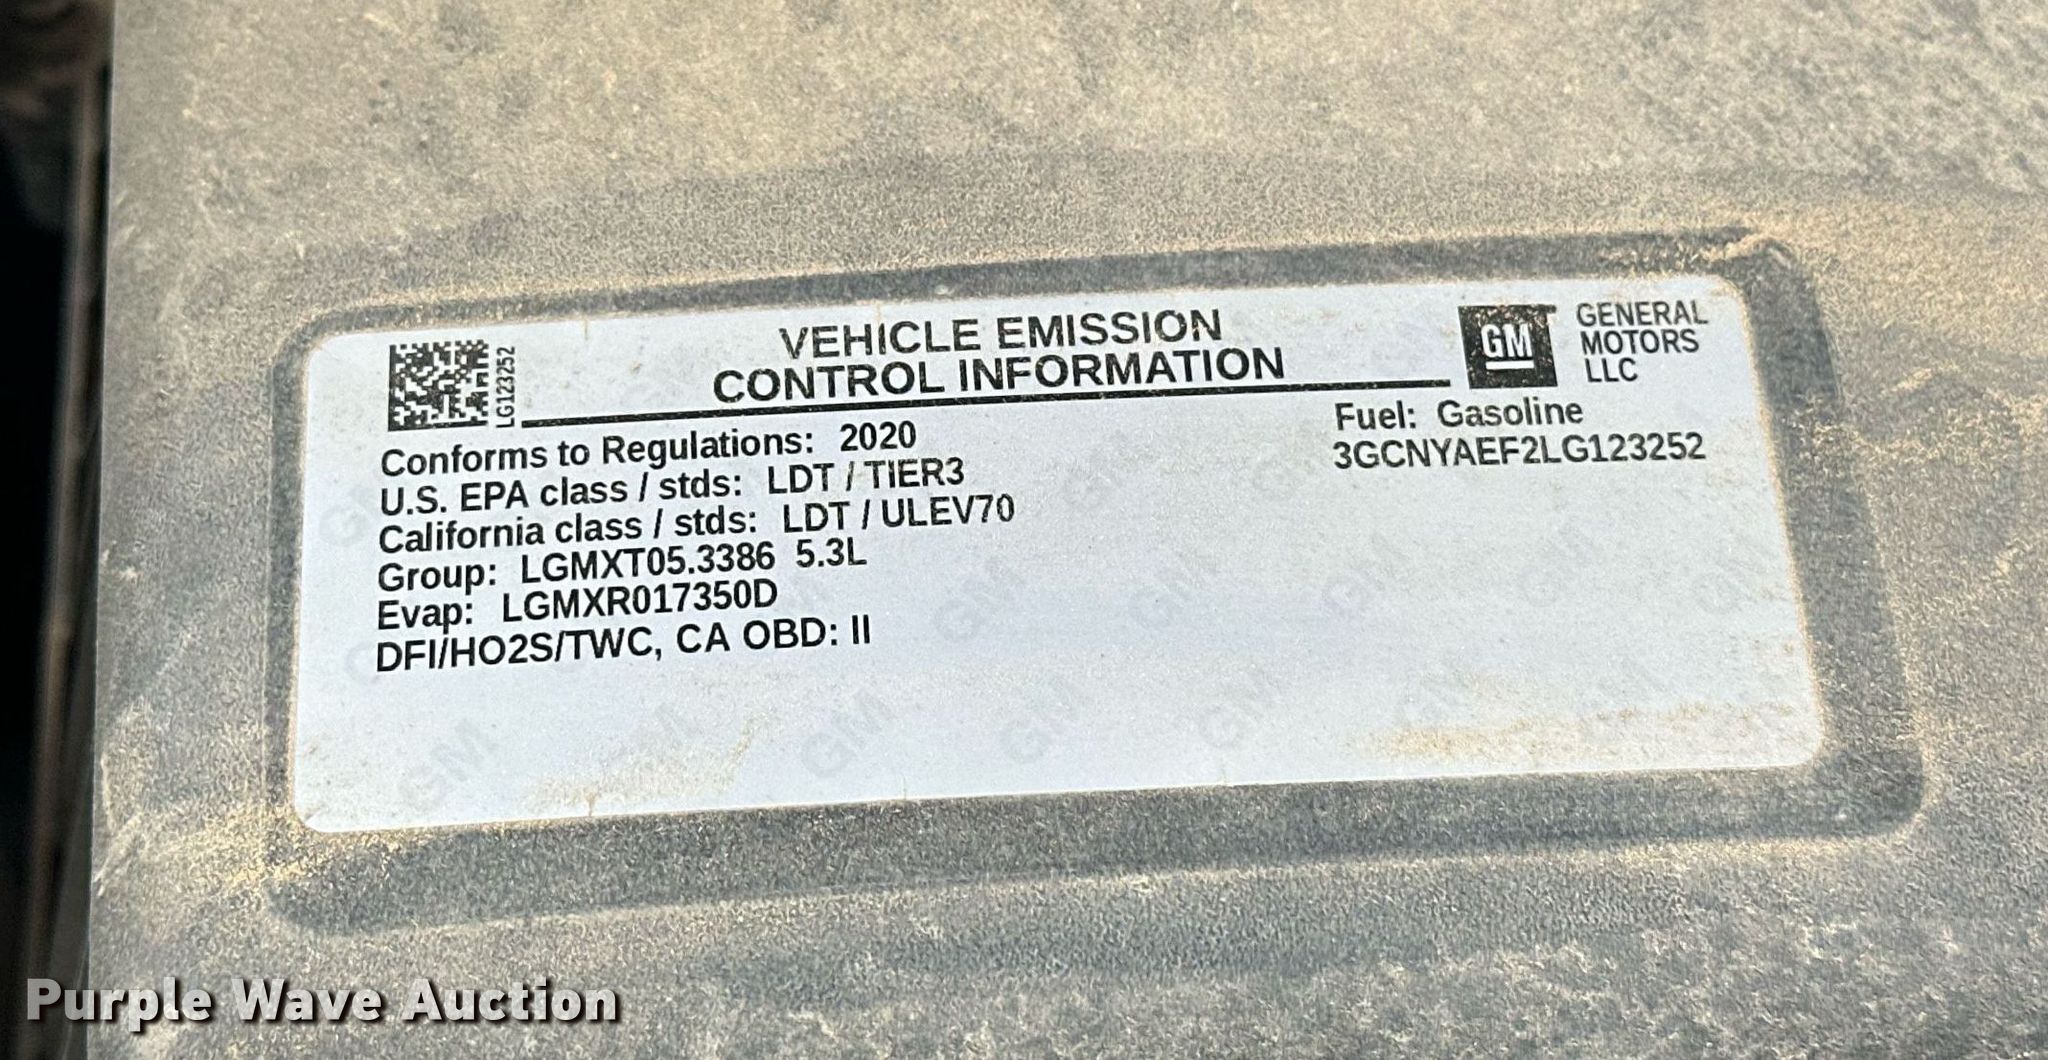 VEHICLE EMISSION
CONTROL INFORMATION
LG123252
GM
GENERAL
MOTORS
LLC
Conforms to Regulations: 2020
U.S. EPA class / stds: LDT / TIER3
California class / stds: LDT / ULEV70
Group: LGMXT05.3386 5.3L
Evap: LGMXR017350D
DFI/HO2S/TWC, CA OBD: II
Fuel: Gasoline
3GCNYAEF2LG123252
Purple Wave Auction